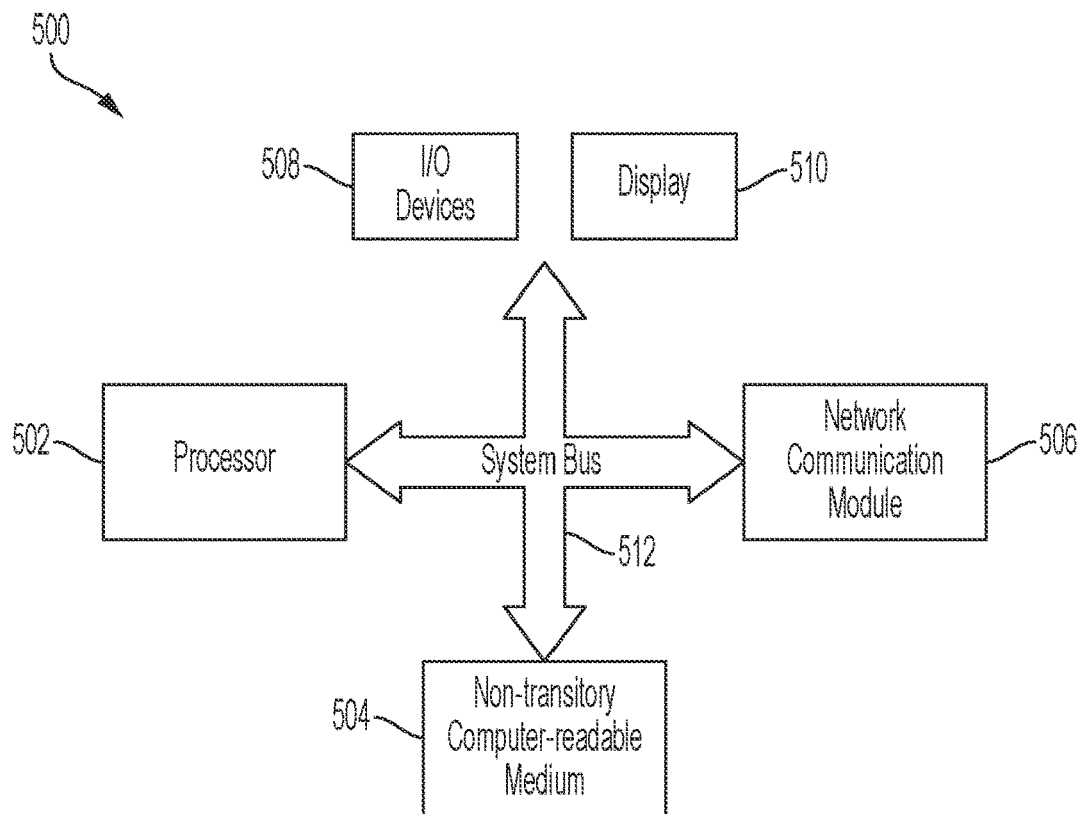 500
508
I/O
Devices
Display
510
502
Processor
System Bus
Network
Communication
Module
506
512
504
Non-transitory
Computer-readable
Medium